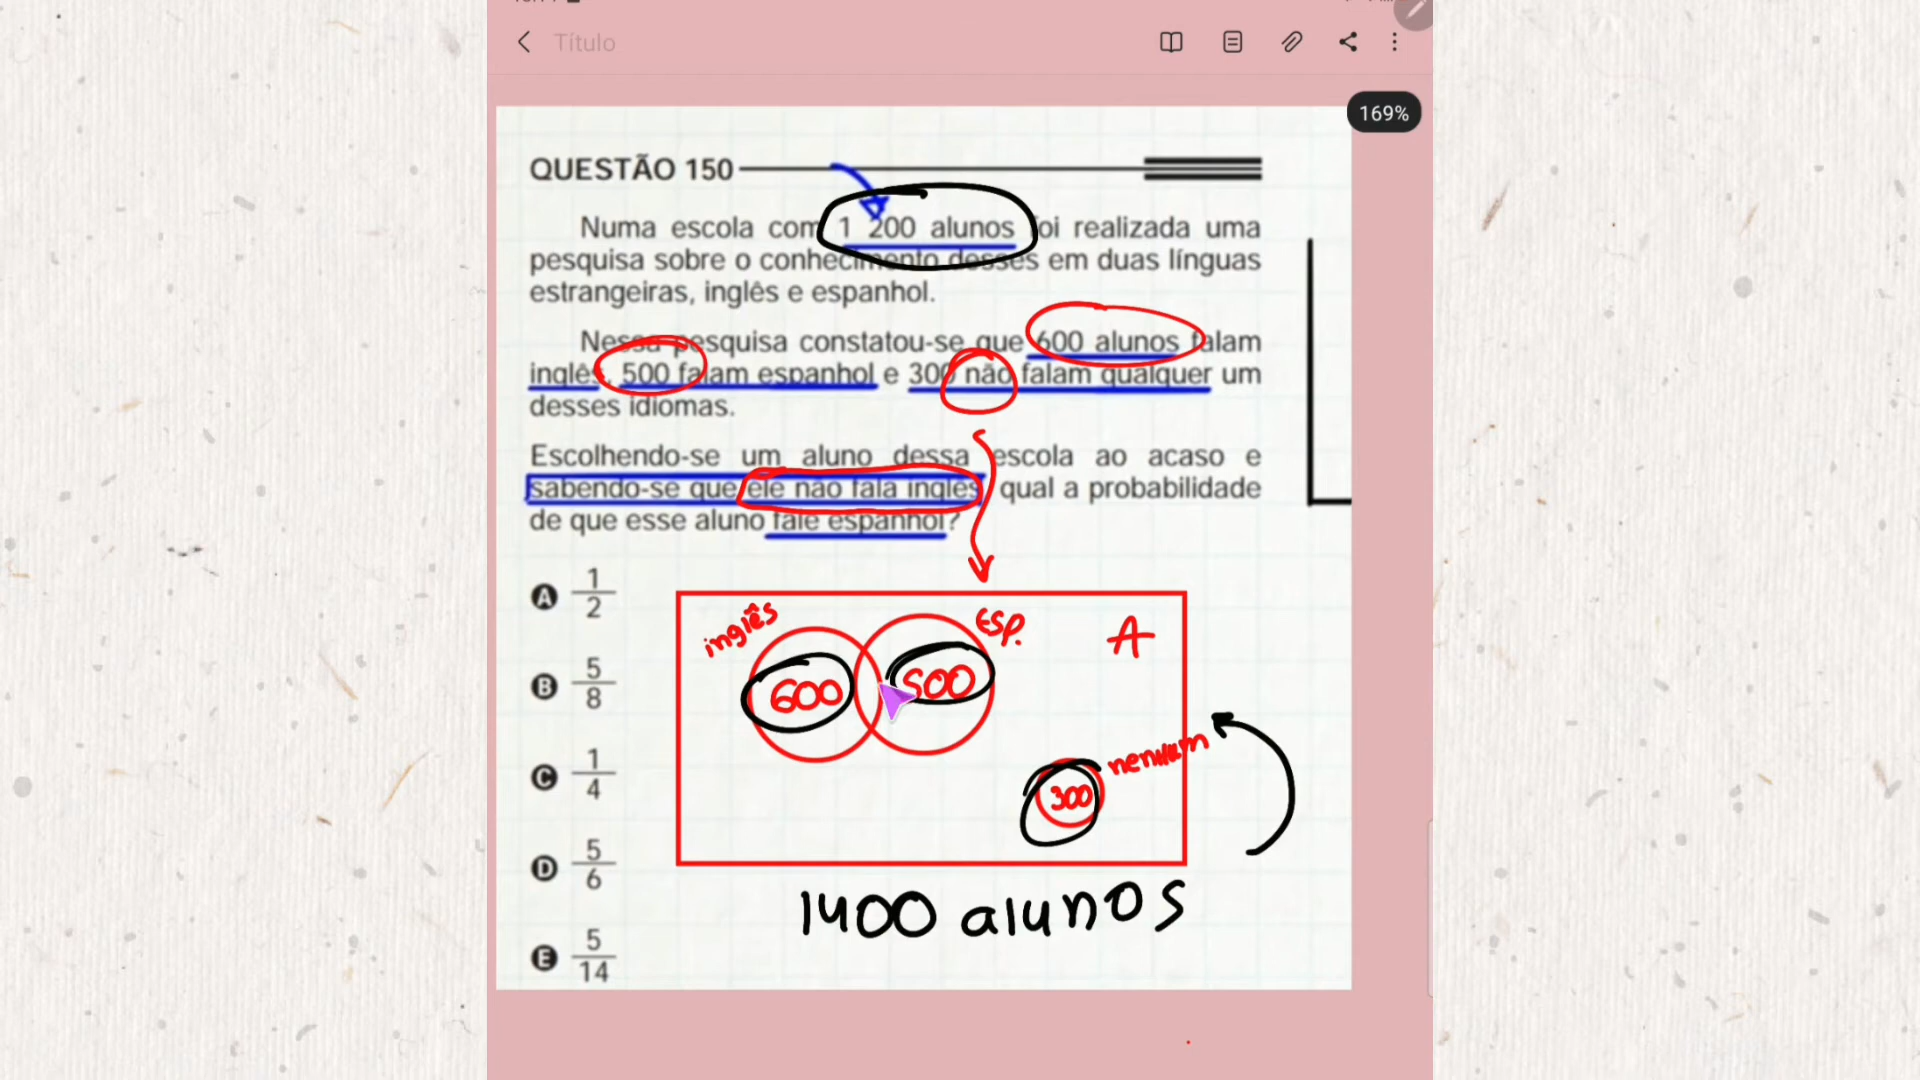 Título
169%
QUESTÃO 150
Numa escola com 1 200 alunos foi realizada uma
pesquisa sobre o conhecimento desses em duas línguas
estrangeiras, inglês e espanhol.
Nessa pesquisa constatou-se que 600 alunos falam
inglês, 500 falam espanhol e 300 não falam qualquer um
desses idiomas.
Escolhendo-se um aluno dessa escola ao acaso e
sabendo-se que ele não fala inglês qual a probabilidade
de que esse aluno fale espanhol?
A 1/2
B 5/8
C 1/4
D 5/6
E 5/14
inglês
Esp.
A
600
500
nenhum
300
1400 alunos